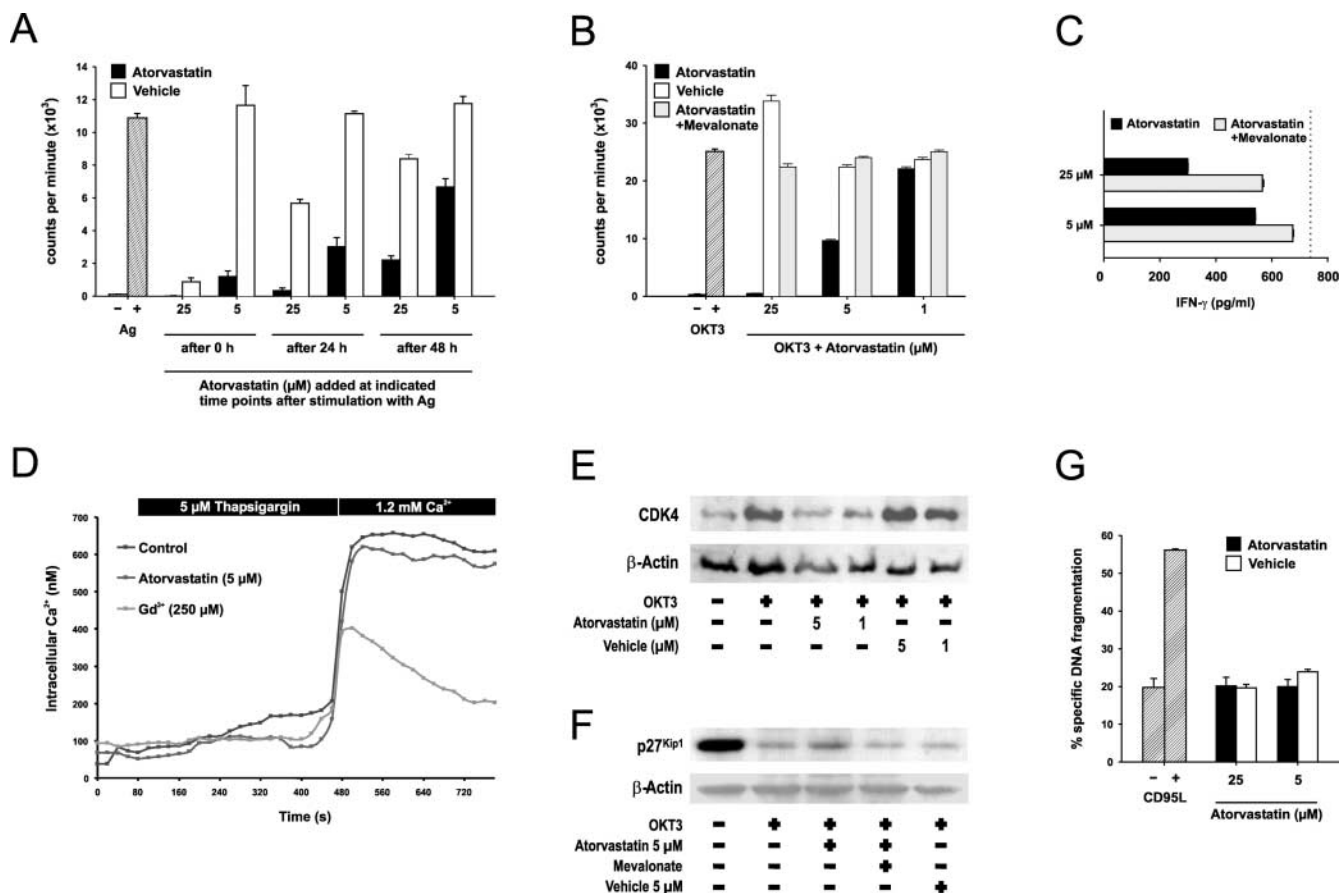 A
Atorvastatin
Vehicle
counts per minute (x10³)
14
12
10
8
6
4
2
0
− +
Ag
25 5 25 5 25 5
after 0 h after 24 h after 48 h
Atorvastatin (µM) added at indicated
time points after stimulation with Ag
B
Atorvastatin
Vehicle
Atorvastatin
+Mevalonate
counts per minute (x10³)
40
30
20
10
0
− +
OKT3
25 5 1
OKT3 + Atorvastatin (µM)
C
Atorvastatin
Atorvastatin
+Mevalonate
25 µM
5 µM
0 200 400 600 800
IFN-γ (pg/ml)
D
5 µM Thapsigargin 1.2 mM Ca²⁺
Control
Atorvastatin (5 µM)
Gd³⁺ (250 µM)
Intracellular Ca²⁺ (nM)
700
600
500
400
300
200
100
0
0 80 160 240 320 400 480 560 640 720
Time (s)
E
CDK4
β-Actin
OKT3 − + + + + +
Atorvastatin (µM) − − 5 1 − −
Vehicle (µM) − − − − 5 1
F
p27Kip1
β-Actin
OKT3 − + + + +
Atorvastatin 5 µM − − + + −
Mevalonate − − − + −
Vehicle 5 µM − − − − +
G
Atorvastatin
Vehicle
% specific DNA fragmentation
60
50
40
30
20
10
0
− +
CD95L
25 5
Atorvastatin (µM)